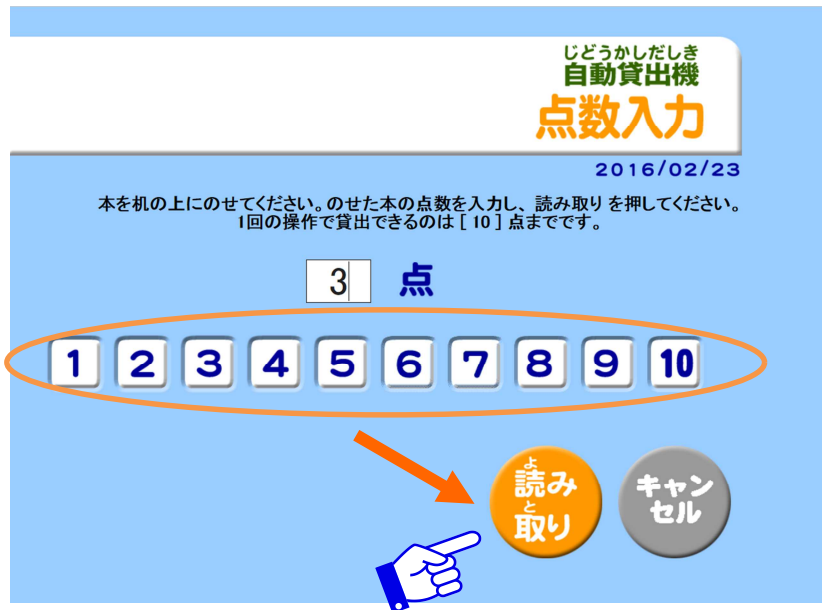 じどうかしだしき
自動貸出機
点数入力
2016/02/23
本を机の上にのせてください。のせた本の点数を入力し、読み取り を押してください。
1回の操作で貸出できるのは [ 10 ] 点までです。
3 点
1 2 3 4 5 6 7 8 9 10
よ
読み
と
取り
キャン
セル